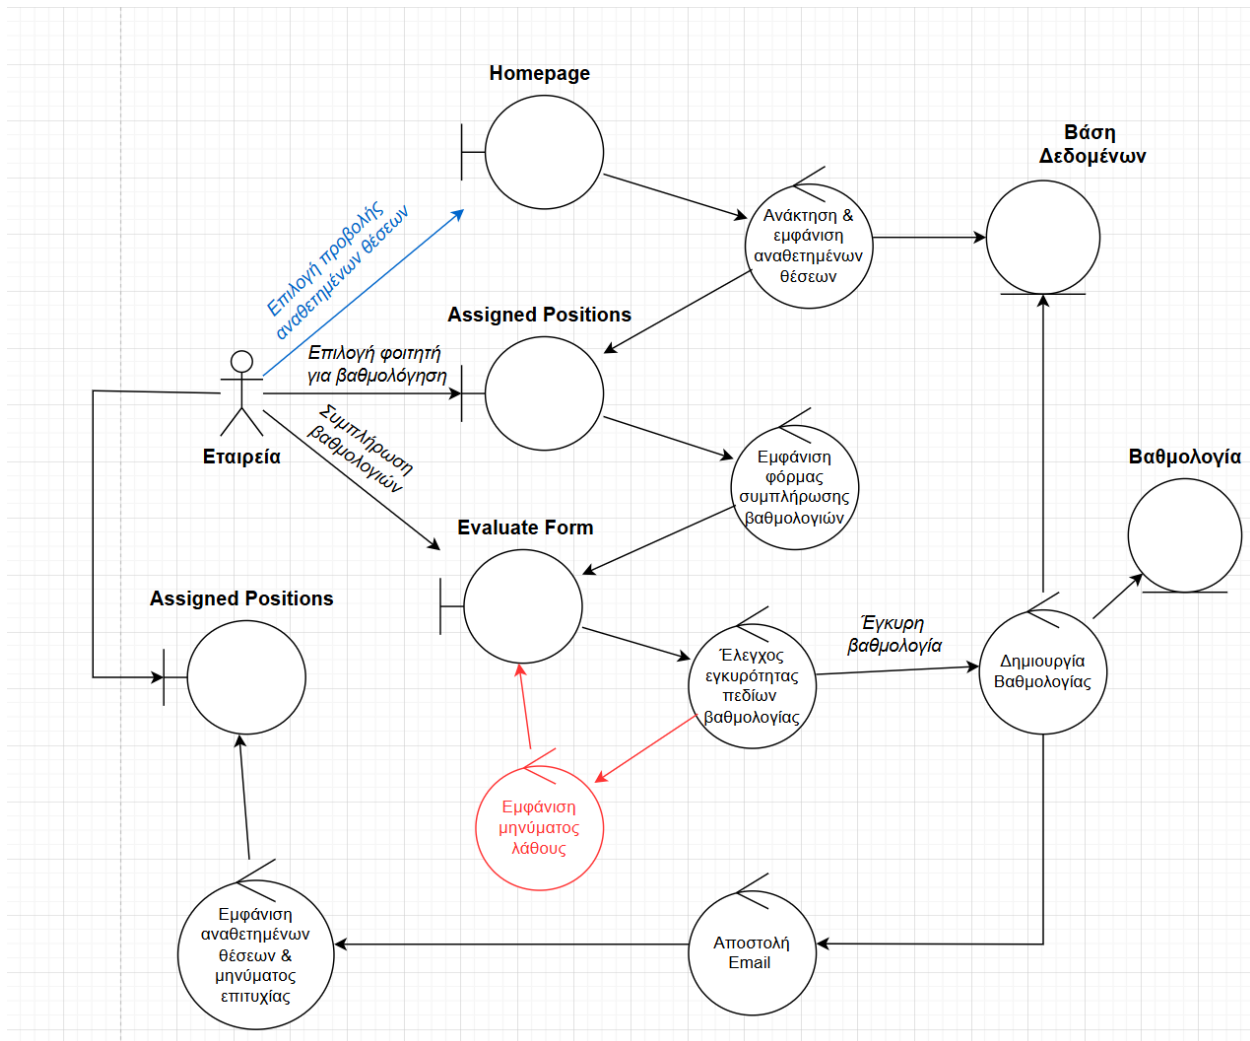 Homepage
Βάση
Δεδομένων
Ανάκτηση &
εμφάνιση
αναθετημένων
θέσεων
Επιλογή προβολής
αναθετημένων θέσεων
Assigned Positions
Επιλογή φοιτητή
για βαθμολόγηση
Εταιρεία
Συμπλήρωση
βαθμολογιών
Εμφάνιση
φόρμας
συμπλήρωσης
βαθμολογιών
Βαθμολογία
Evaluate Form
Assigned Positions
Έλεγχος
εγκυρότητας
πεδίων
βαθμολογίας
Έγκυρη
βαθμολογία
Δημιουργία
Βαθμολογίας
Εμφάνιση
μηνύματος
λάθους
Εμφάνιση
αναθετημένων
θέσεων &
μηνύματος
επιτυχίας
Αποστολή
Email